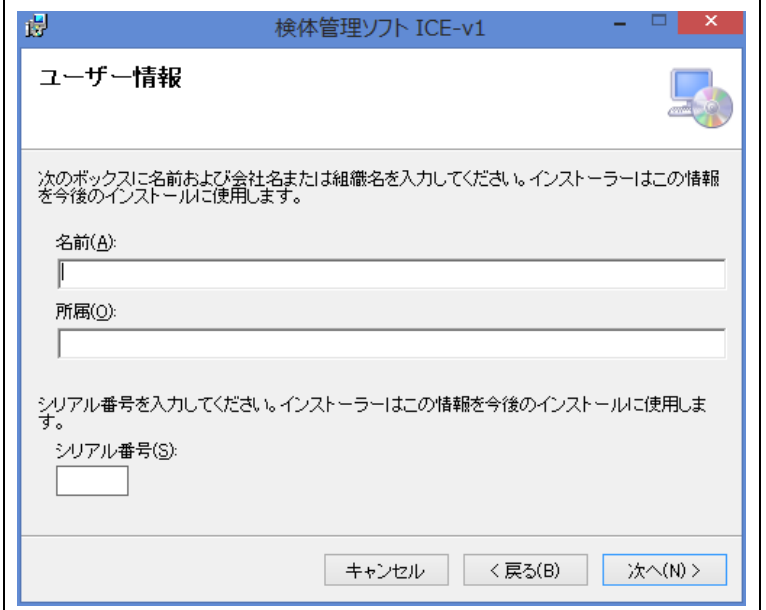 検体管理ソフト ICE-v1
ユーザー情報
次のボックスに名前および会社名または組織名を入力してください。インストーラーはこの情報
を今後のインストールに使用します。
名前(A):
所属(O):
シリアル番号を入力してください。インストーラーはこの情報を今後のインストールに使用しま
す。
シリアル番号(S):
キャンセル
< 戻る(B)
次へ(N) >